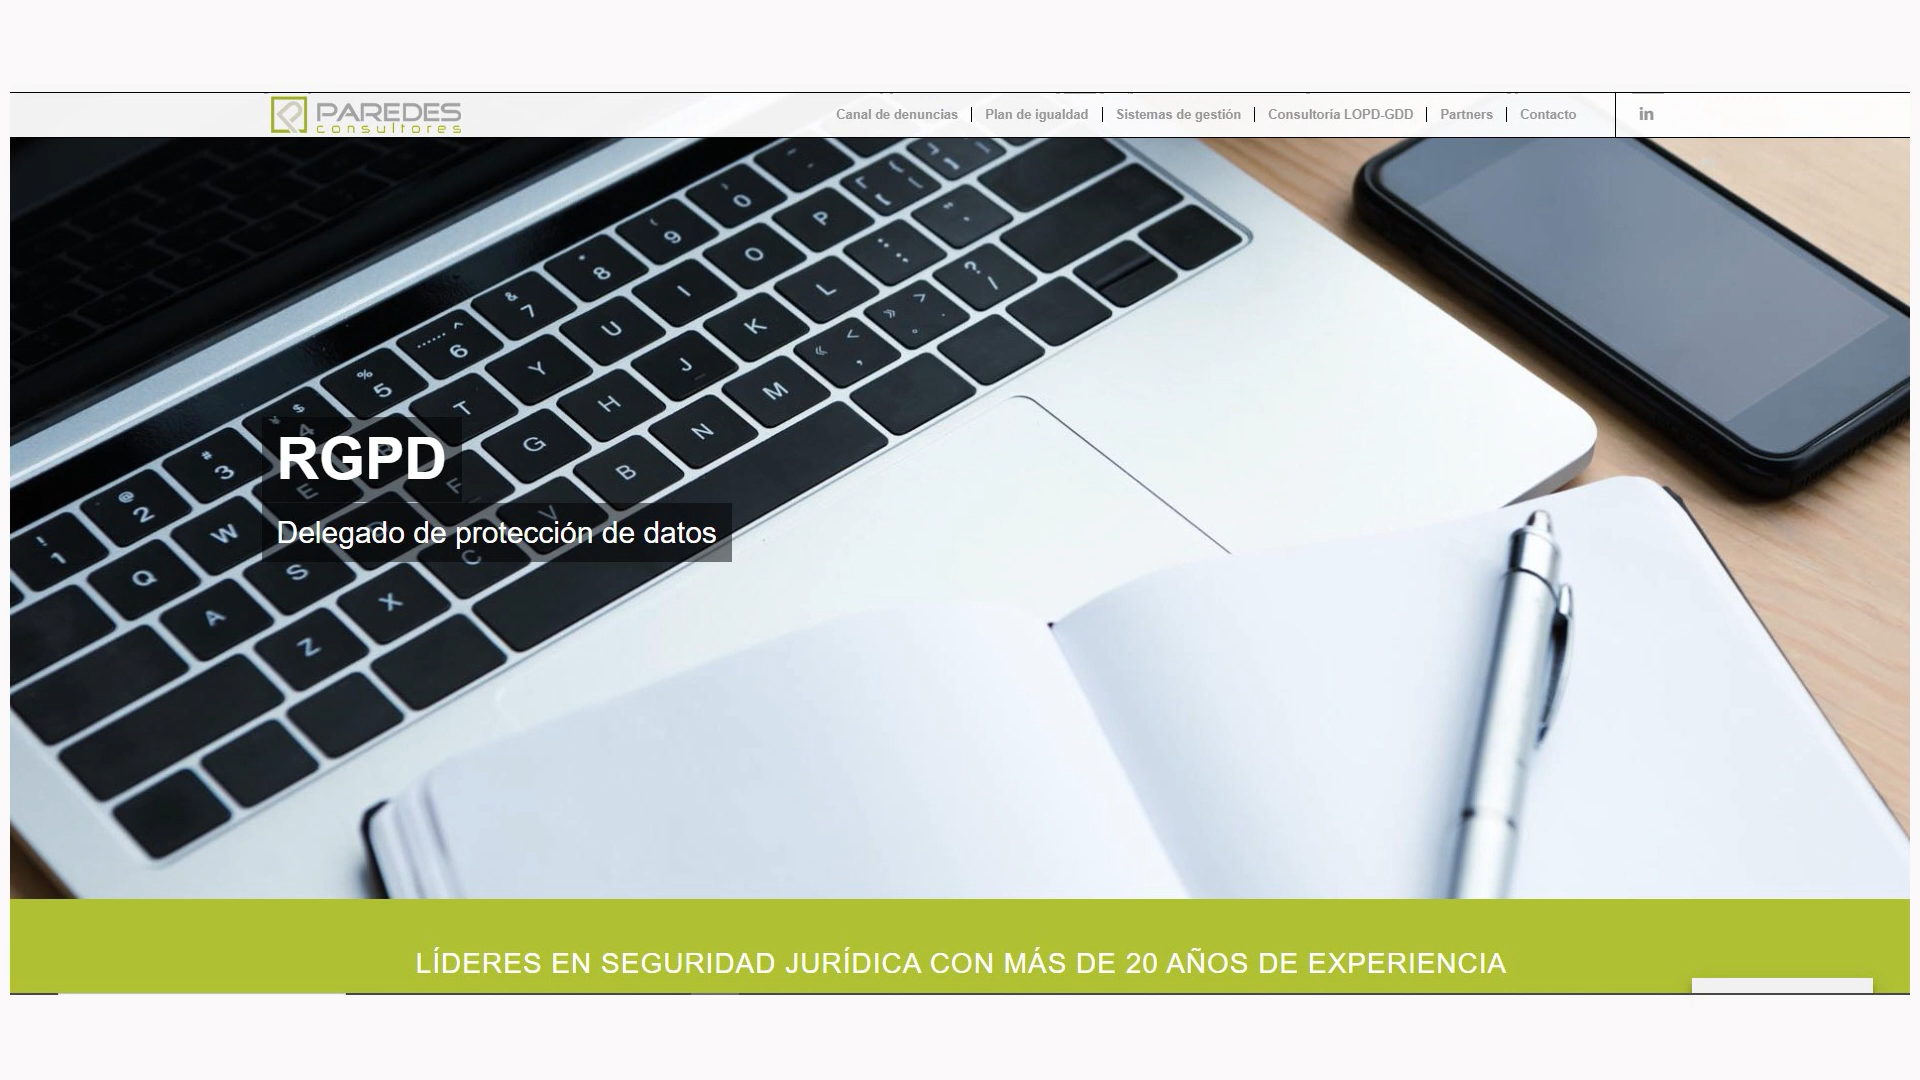 PAREDES
consultores
Canal de denuncias
Plan de igualdad
Sistemas de gestión
Consultoría LOPD-GDD
Partners
Contacto
in
RGPD
Delegado de protección de datos
LÍDERES EN SEGURIDAD JURÍDICA CON MÁS DE 20 AÑOS DE EXPERIENCIA